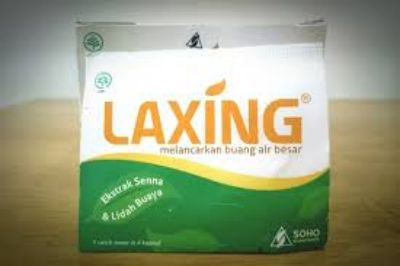 LAXING®
melancarkan buang air besar
Ekstrak Senna
& Lidah Buaya
SOHO